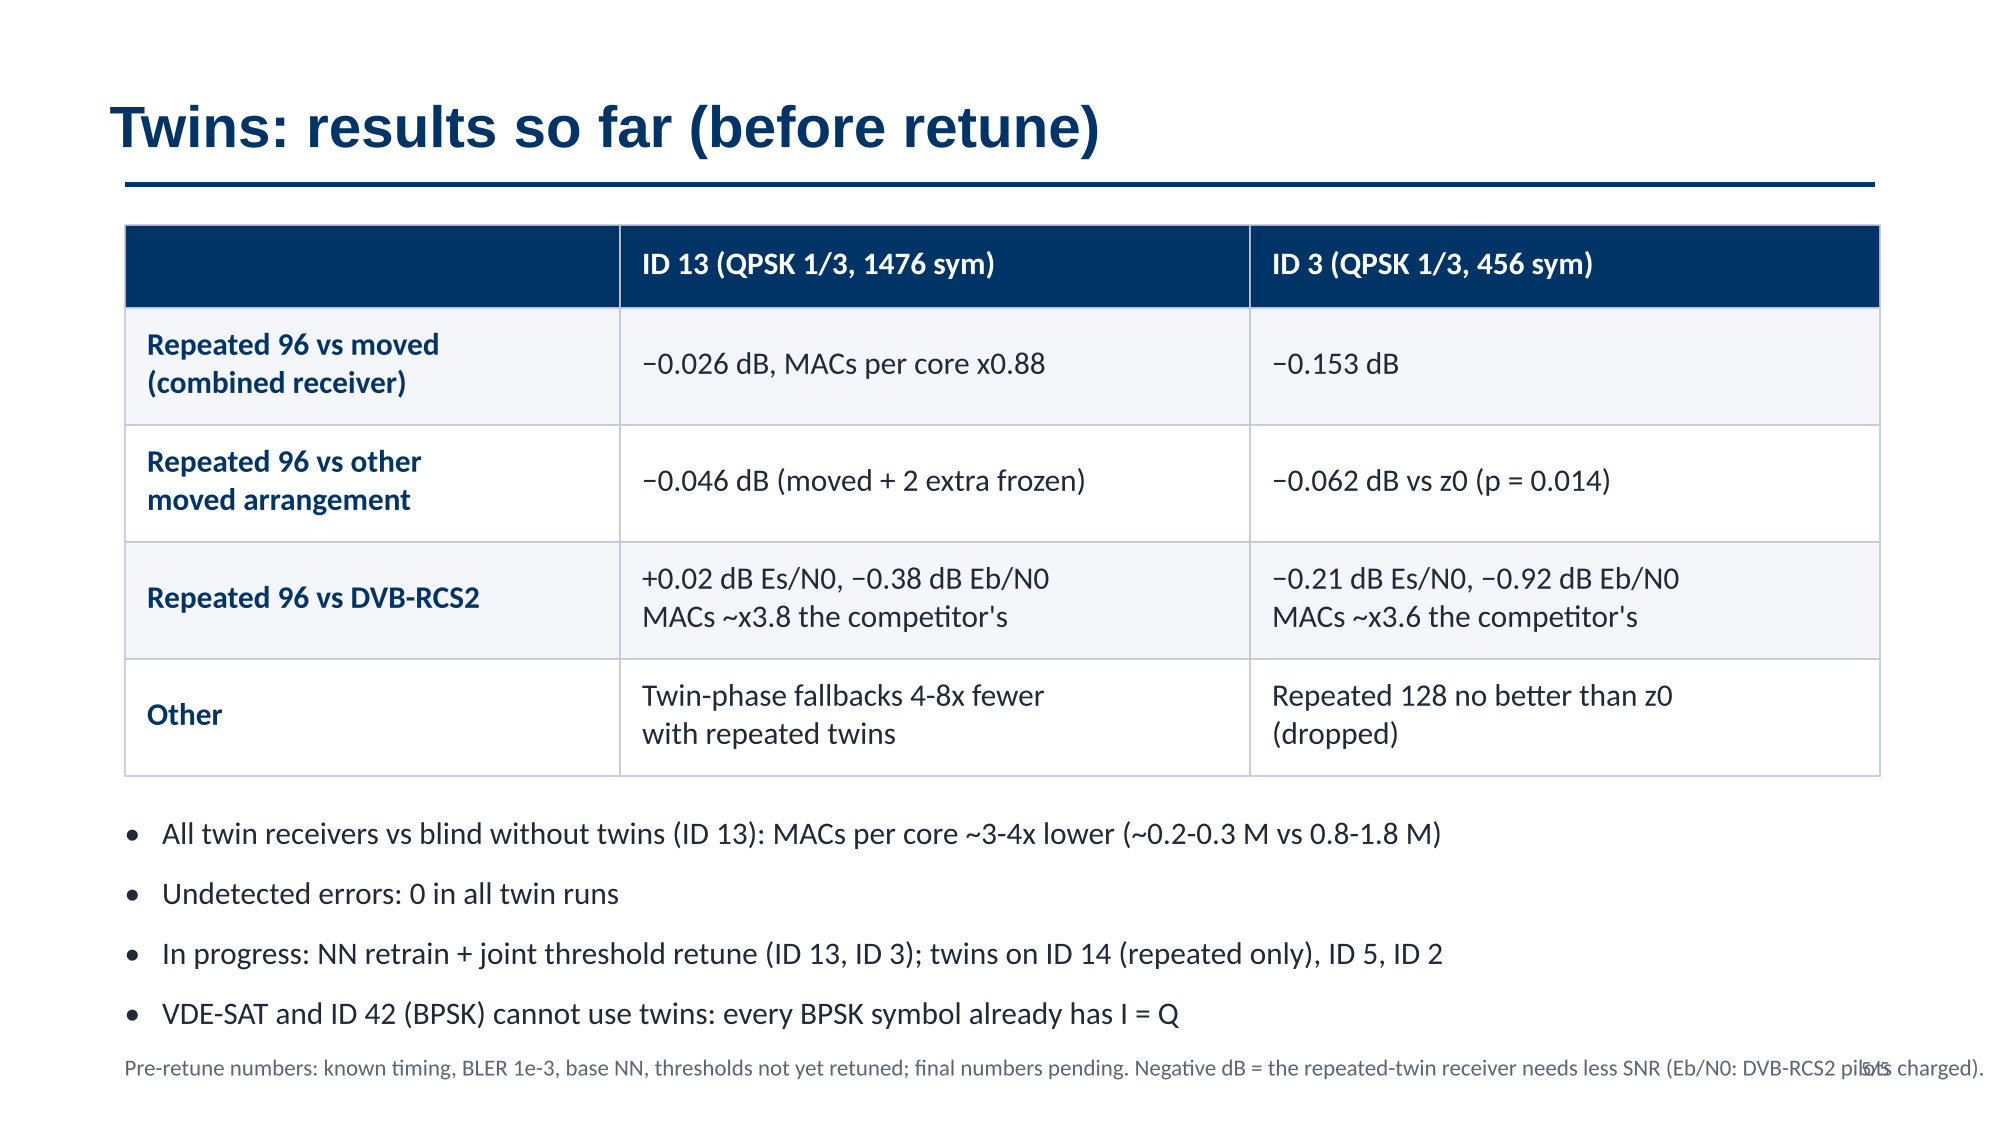 Twins: results so far (before retune)
ID 13 (QPSK 1/3, 1476 sym)
ID 3 (QPSK 1/3, 456 sym)
Repeated 96 vs moved
(combined receiver)
−0.026 dB, MACs per core x0.88
−0.153 dB
Repeated 96 vs other
moved arrangement
−0.046 dB (moved + 2 extra frozen)
−0.062 dB vs z0 (p = 0.014)
Repeated 96 vs DVB-RCS2
+0.02 dB Es/N0, −0.38 dB Eb/N0
MACs ~x3.8 the competitor's
−0.21 dB Es/N0, −0.92 dB Eb/N0
MACs ~x3.6 the competitor's
Other
Twin-phase fallbacks 4-8x fewer
with repeated twins
Repeated 128 no better than z0
(dropped)
• All twin receivers vs blind without twins (ID 13): MACs per core ~3-4x lower (~0.2-0.3 M vs 0.8-1.8 M)
• Undetected errors: 0 in all twin runs
• In progress: NN retrain + joint threshold retune (ID 13, ID 3); twins on ID 14 (repeated only), ID 5, ID 2
• VDE-SAT and ID 42 (BPSK) cannot use twins: every BPSK symbol already has I = Q
Pre-retune numbers: known timing, BLER 1e-3, base NN, thresholds not yet retuned; final numbers pending. Negative dB = the repeated-twin receiver needs less SNR (Eb/N0: DVB-RCS2 pilots charged).
5/5